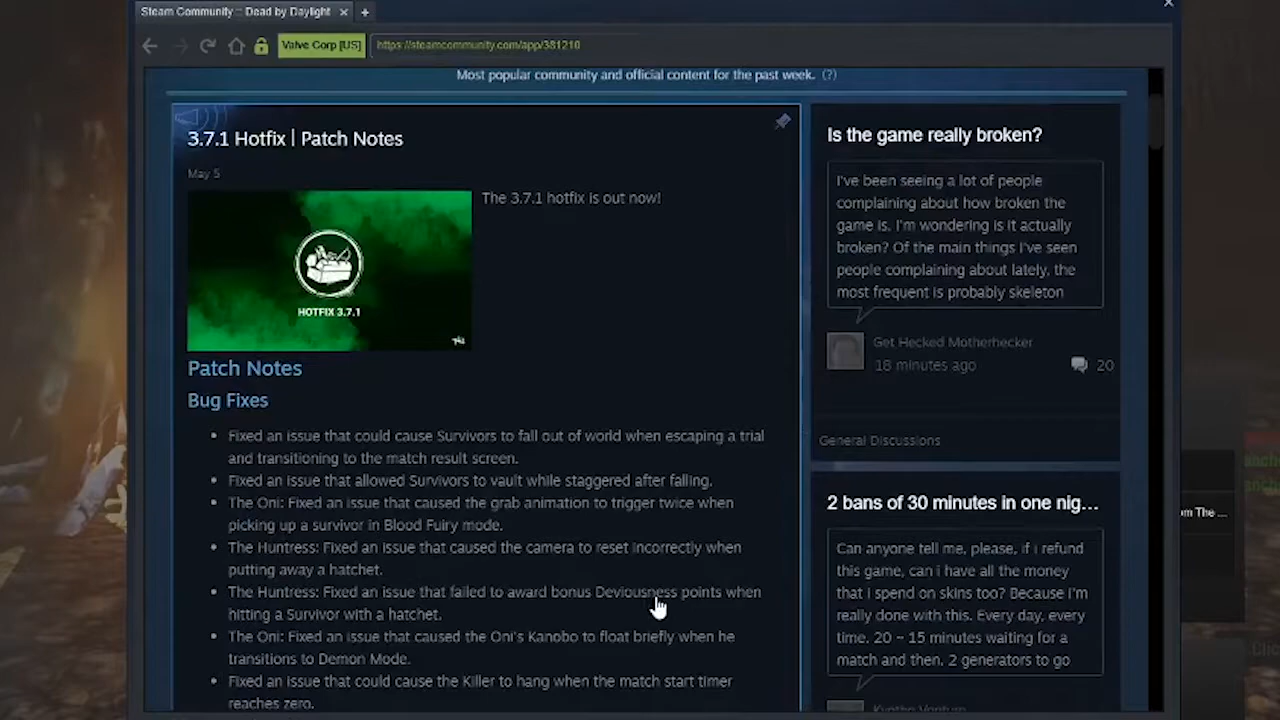 Steam Community :: Dead by Daylight
Valve Corp [US]
https://steamcommunity.com/app/381210
Most popular community and official content for the past week. (?)
3.7.1 Hotfix | Patch Notes
May 5
The 3.7.1 hotfix is out now!
HOTFIX 3.7.1
Patch Notes
Bug Fixes
Fixed an issue that could cause Survivors to fall out of world when escaping a trial
and transitioning to the match result screen.
Fixed an issue that allowed Survivors to vault while staggered after falling.
The Oni: Fixed an issue that caused the grab animation to trigger twice when
picking up a survivor in Blood Fuiry mode.
The Huntress: Fixed an issue that caused the camera to reset incorrectly when
putting away a hatchet.
The Huntress: Fixed an issue that failed to award bonus Deviousness points when
hitting a Survivor with a hatchet.
The Oni: Fixed an issue that caused the Oni's Kanobo to float briefly when he
transitions to Demon Mode.
Fixed an issue that could cause the Killer to hang when the match start timer
reaches zero.
Is the game really broken?
I've been seeing a lot of people
complaining about how broken the
game is. I'm wondering is it actually
broken? Of the main things I've seen
people complaining about lately, the
most frequent is probably skeleton
Get Hecked Motherhecker
18 minutes ago
20
General Discussions
2 bans of 30 minutes in one nig...
Can anyone tell me, please, if i refund
this game, can i have all the money
that i spend on skins too? Because I'm
really done with this. Every day, every
time. 20 - 15 minutes waiting for a
match and then. 2 generators to go
om The ...